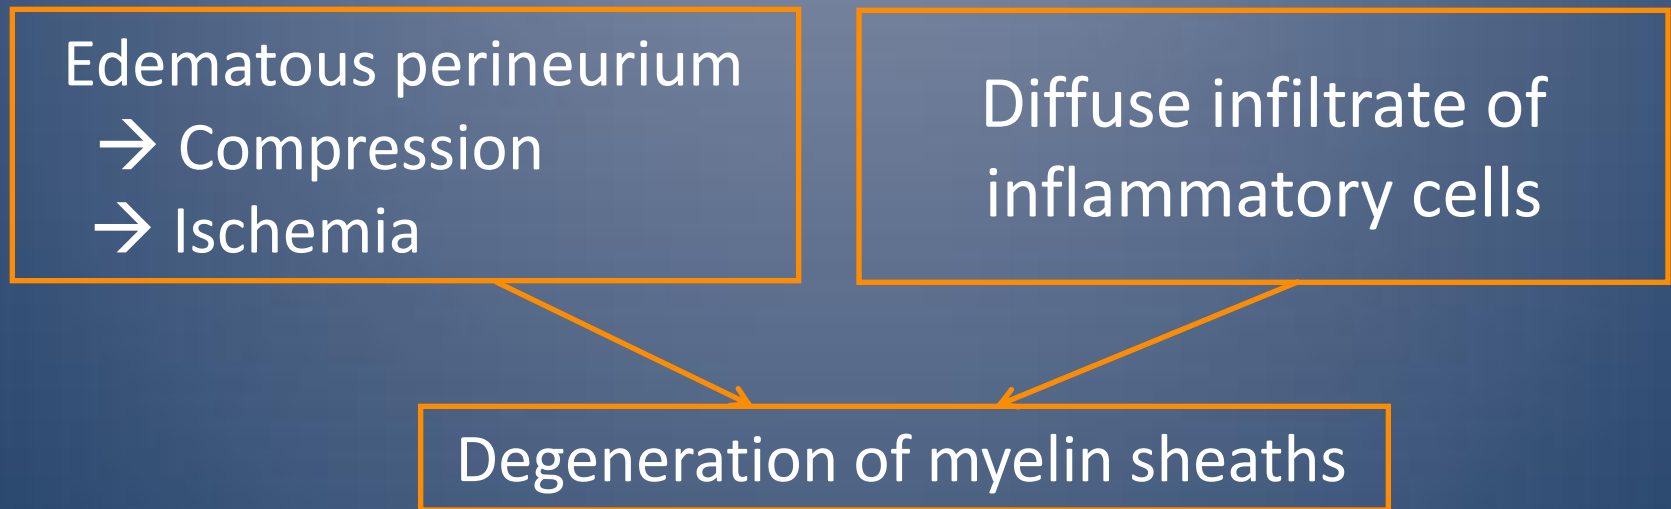 Edematous perineurium
→ Compression
→ Ischemia
Diffuse infiltrate of
inflammatory cells
Degeneration of myelin sheaths